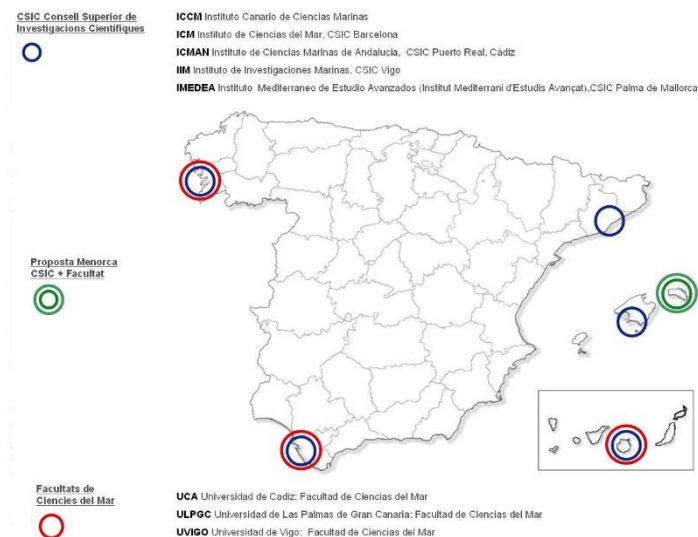 CSIC Consell Superior de
Investigacions Científiques
ICCM Instituto Canario de Ciencias Marinas
ICM Instituto de Ciencias del Mar, CSIC Barcelona
ICMAN Instituto de Ciencias Marinas de Andalucia, CSIC Puerto Real, Cádiz
IIM Instituto de Investigaciones Marinas, CSIC Vigo
IMEDEA Instituto Mediterraneo de Estudio Avanzados (Institut Mediterrani d'Estudis Avançat),CSIC Palma de Mallorca
Proposta Menorca
CSIC + Facultat
Facultats de
Ciencies del Mar
UCA Universidad de Cadiz: Facultad de Ciencias del Mar
ULPGC Universidad de Las Palmas de Gran Canaria: Facultad de Ciencias del Mar
UVIGO Universidad de Vigo: Facultad de Ciencias del Mar